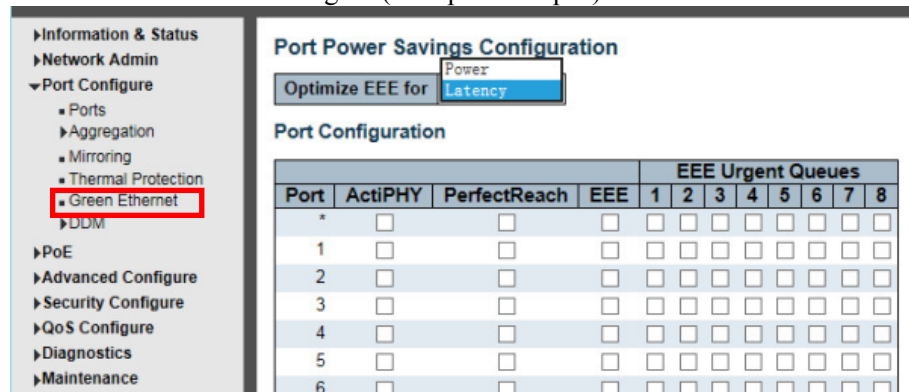 Information & Status
Network Admin
Port Configure
Ports
Aggregation
Mirroring
Thermal Protection
Green Ethernet
DDM
PoE
Advanced Configure
Security Configure
QoS Configure
Diagnostics
Maintenance
Port Power Savings Configuration
Optimize EEE for
Power
Latency
Port Configuration
EEE Urgent Queues
Port ActiPHY PerfectReach EEE 1 2 3 4 5 6 7 8
*
1
2
3
4
5
6